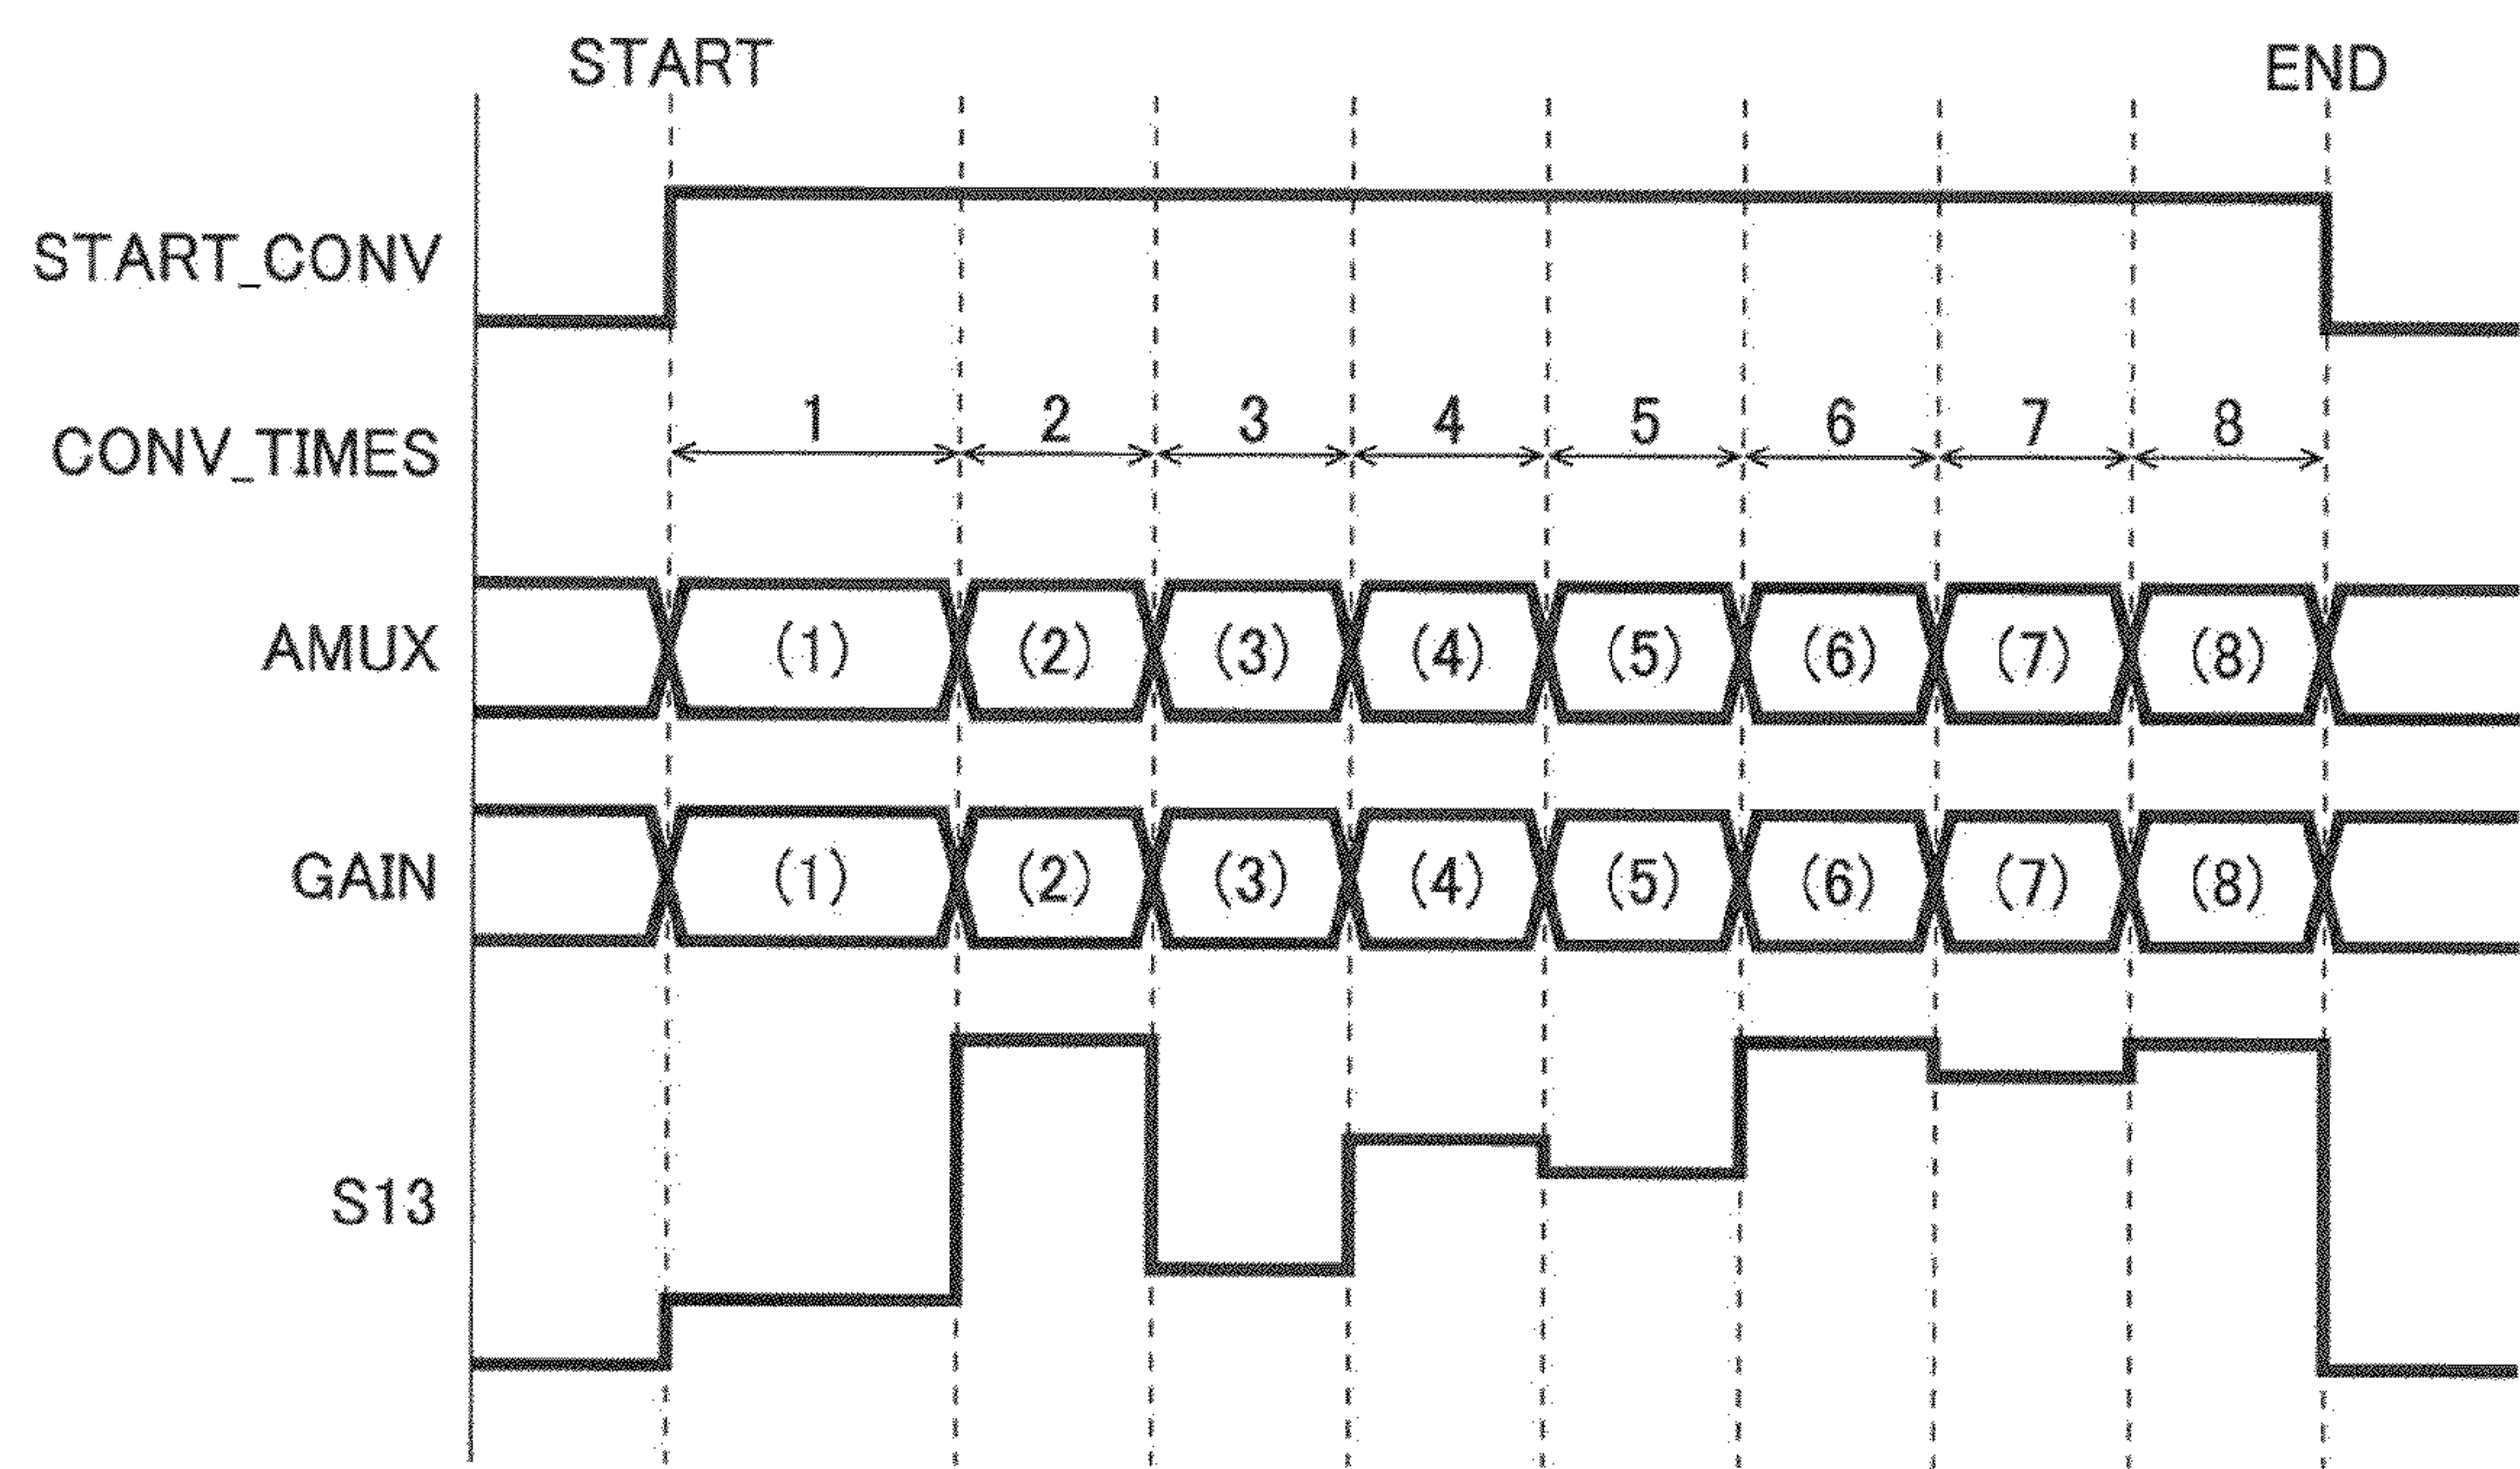 START END
START_CONV
CONV_TIMES 1 2 3 4 5 6 7 8
AMUX (1) (2) (3) (4) (5) (6) (7) (8)
GAIN (1) (2) (3) (4) (5) (6) (7) (8)
S13